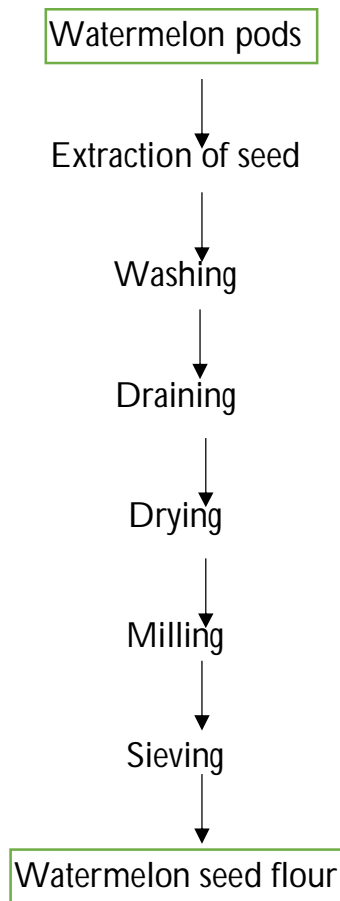 Watermelon pods
Extraction of seed
Washing
Draining
Drying
Milling
Sieving
Watermelon seed flour